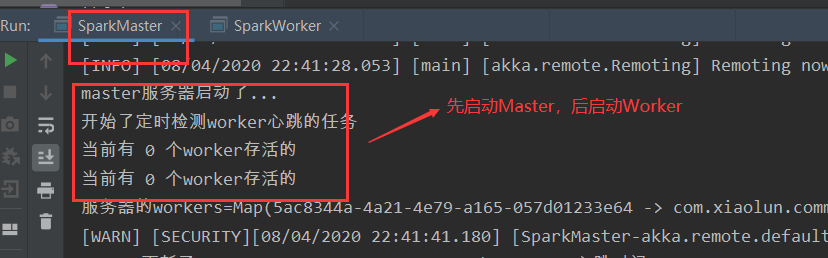 Run: SparkMaster × SparkWorker ×
[INFO] [08/04/2020 22:41:28.053] [main] [akka.remote.Remoting] Remoting now
master服务器启动了...
先启动Master，后启动Worker
开始了定时检测worker心跳的任务
当前有 0 个worker存活的
当前有 0 个worker存活的
服务器的workers=Map(5ac8344a-4a21-4e79-a165-057d01233e64 -> com.xiaolun.comm
[WARN] [SECURITY][08/04/2020 22:41:41.180] [SparkMaster-akka.remote.default